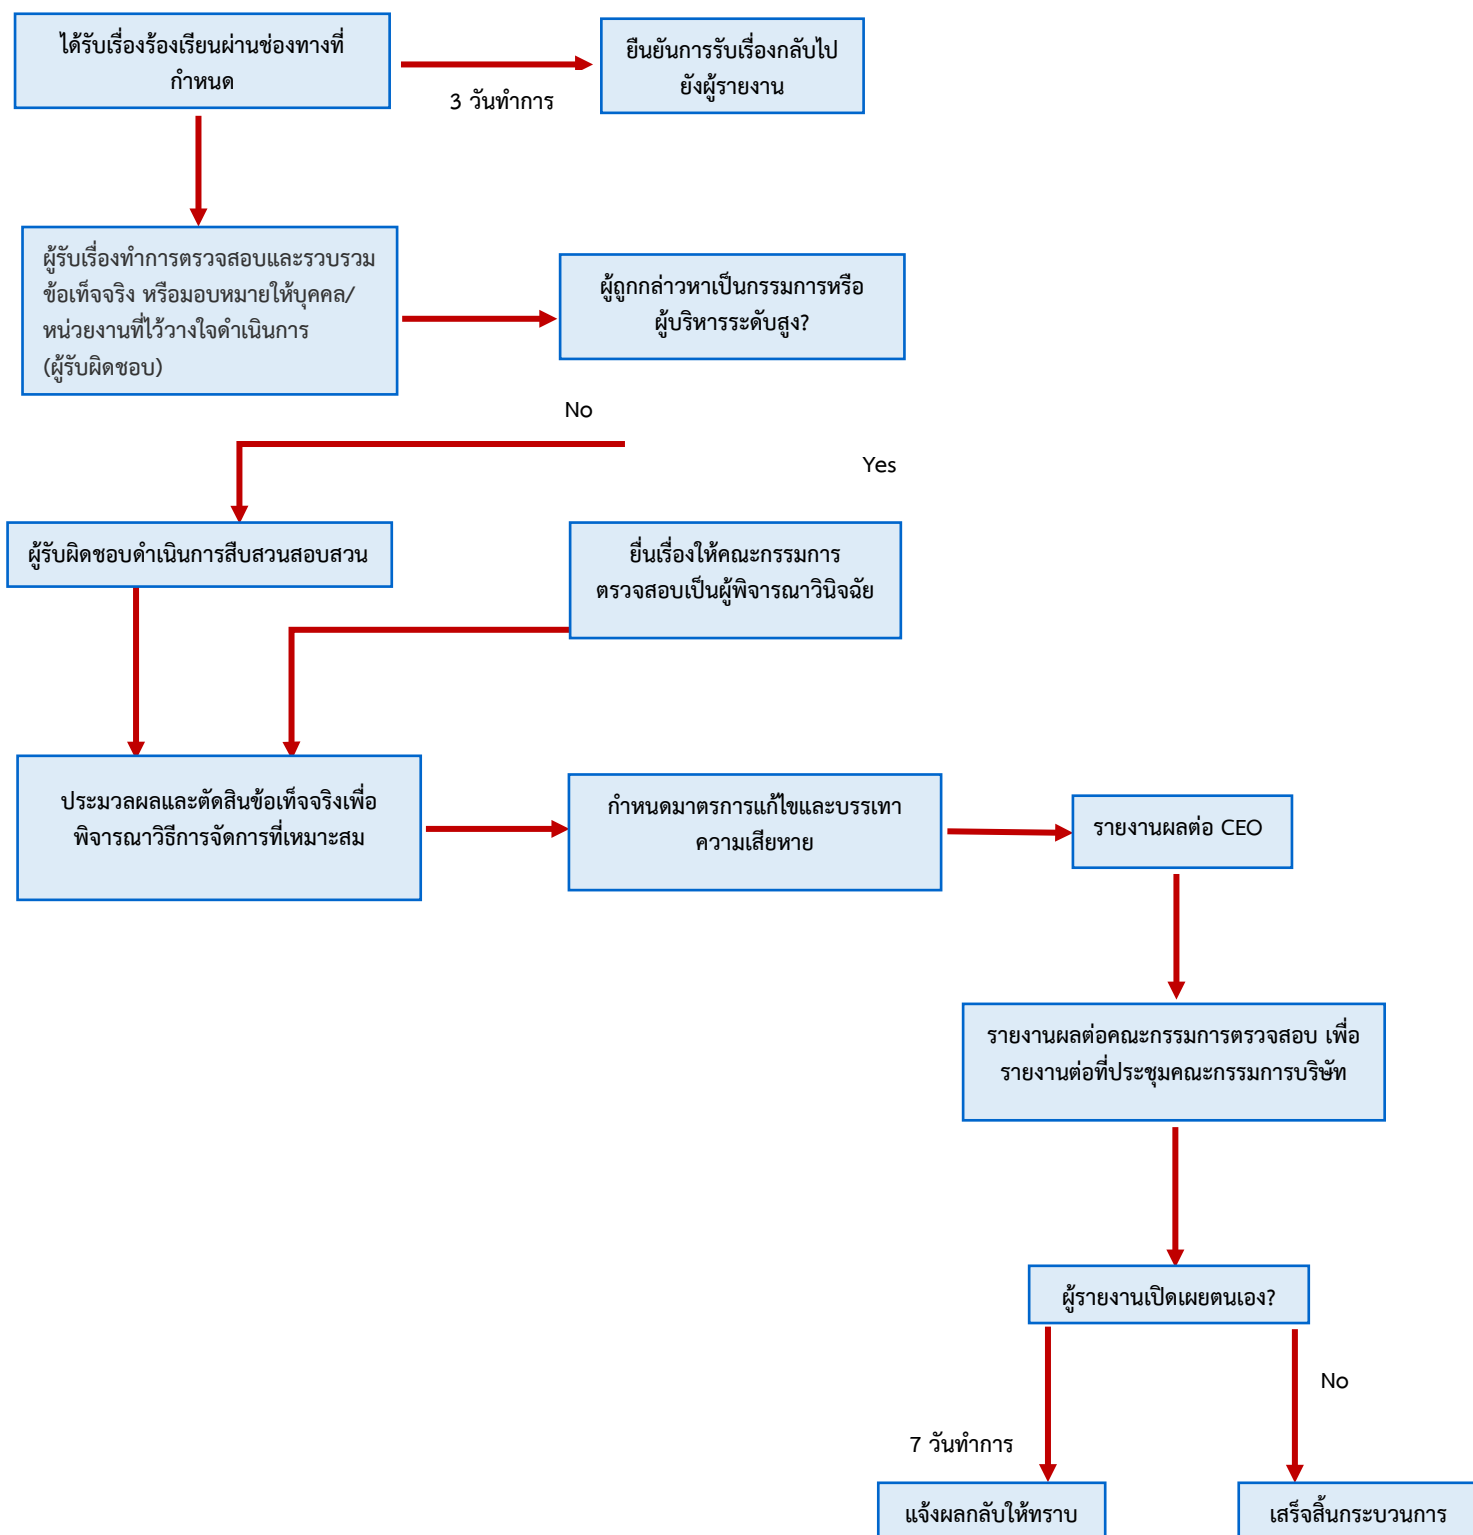 ได้รับเรื่องร้องเรียนผ่านช่องทางที่
กำหนด
3 วันทำการ
ยืนยันการรับเรื่องกลับไป
ยังผู้รายงาน
ผู้รับเรื่องทำการตรวจสอบและรวบรวม
ข้อเท็จจริง หรือมอบหมายให้บุคคล/
หน่วยงานที่ไว้วางใจดำเนินการ
(ผู้รับผิดชอบ)
ผู้ถูกกล่าวหาเป็นกรรมการหรือ
ผู้บริหารระดับสูง?
No
Yes
ผู้รับผิดชอบดำเนินการสืบสวนสอบสวน
ยื่นเรื่องให้คณะกรรมการ
ตรวจสอบเป็นผู้พิจารณาวินิจฉัย
ประมวลผลและตัดสินข้อเท็จจริงเพื่อ
พิจารณาวิธีการจัดการที่เหมาะสม
กำหนดมาตรการแก้ไขและบรรเทา
ความเสียหาย
รายงานผลต่อ CEO
รายงานผลต่อคณะกรรมการตรวจสอบ เพื่อ
รายงานต่อที่ประชุมคณะกรรมการบริษัท
ผู้รายงานเปิดเผยตนเอง?
No
7 วันทำการ
แจ้งผลกลับให้ทราบ
เสร็จสิ้นกระบวนการ